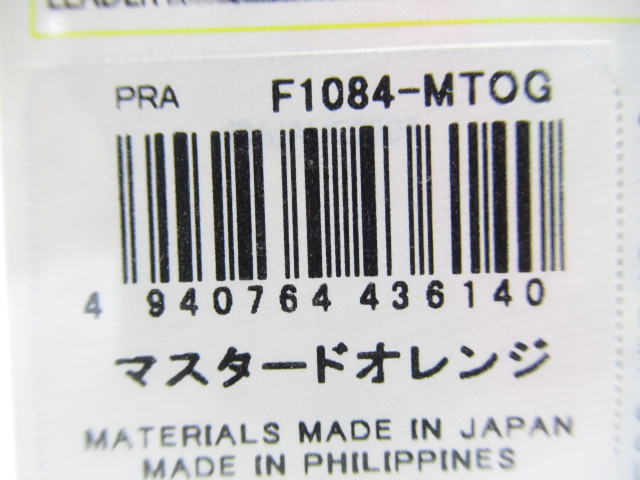 PRA F1084-MTOG
4 940764 436140
マスタードオレンジ
MATERIALS MADE IN JAPAN
MADE IN PHILIPPINES